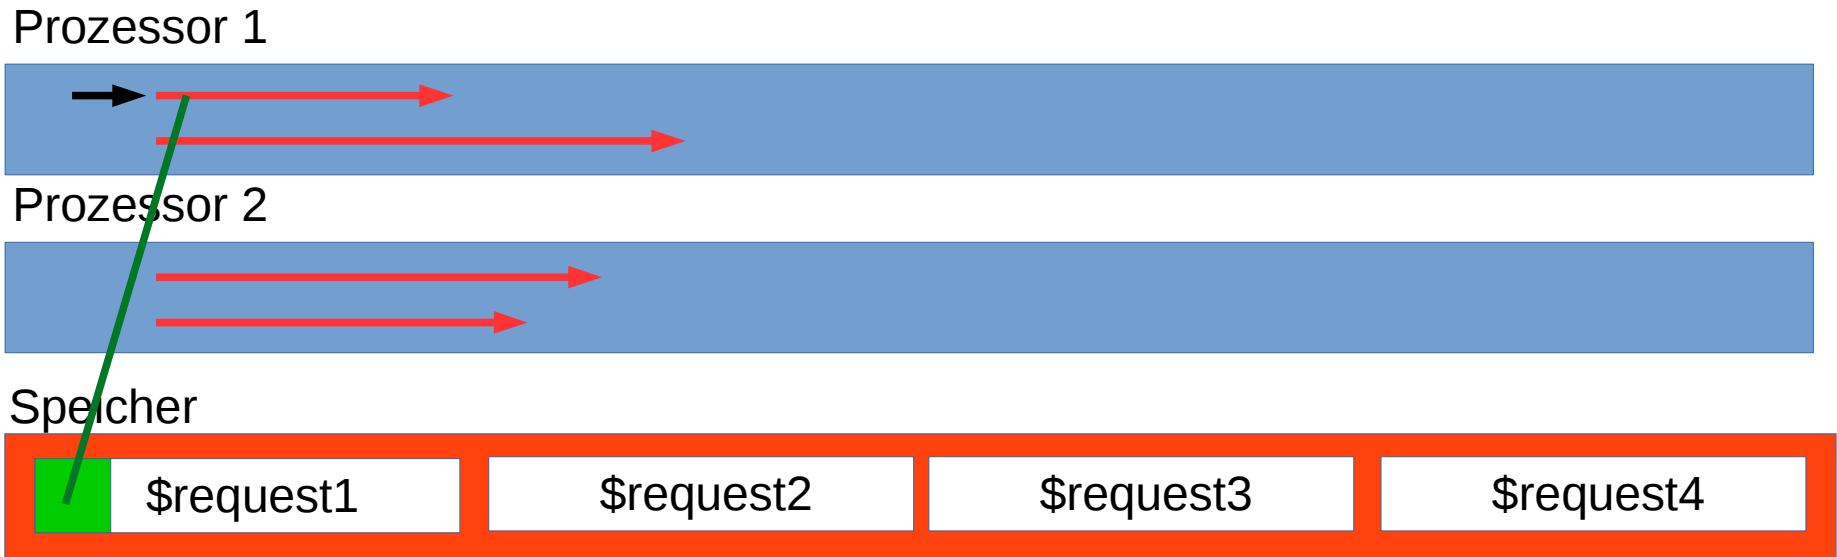 Prozessor 1
Prozessor 2
Speicher
$request1
$request2
$request3
$request4